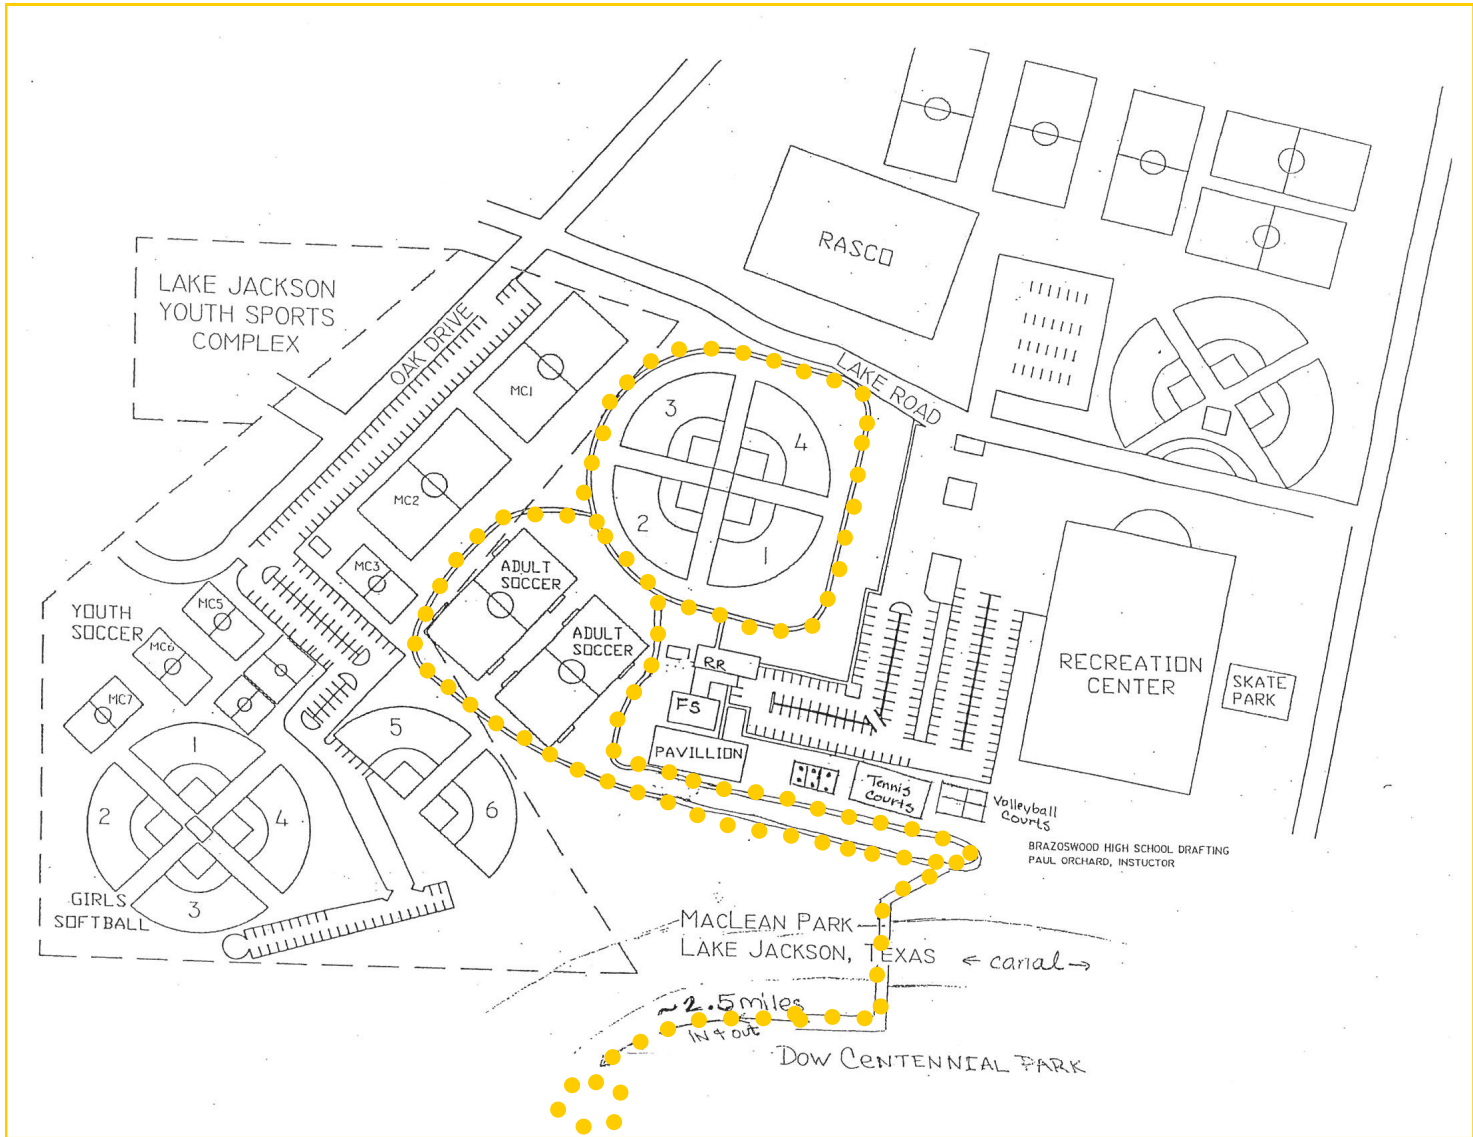 RASCO
LAKE JACKSON
YOUTH SPORTS
COMPLEX
OAK DRIVE
LAKE ROAD
MC1
MC2
MC3
3
4
2
1
ADULT
SOCCER
ADULT
SOCCER
YOUTH
SOCCER
MC5
MC6
MC7
RR
FS
PAVILLION
RECREATION
CENTER
SKATE
PARK
Tennis
Courts
Volleyball
Courts
1
2
4
3
5
6
GIRLS
SOFTBALL
BRAZOSWOOD HIGH SCHOOL DRAFTING
PAUL ORCHARD, INSTUCTOR
MACLEAN PARK
LAKE JACKSON, TEXAS
← canal →
~2.5 miles
IN & out
DOW CENTENNIAL PARK